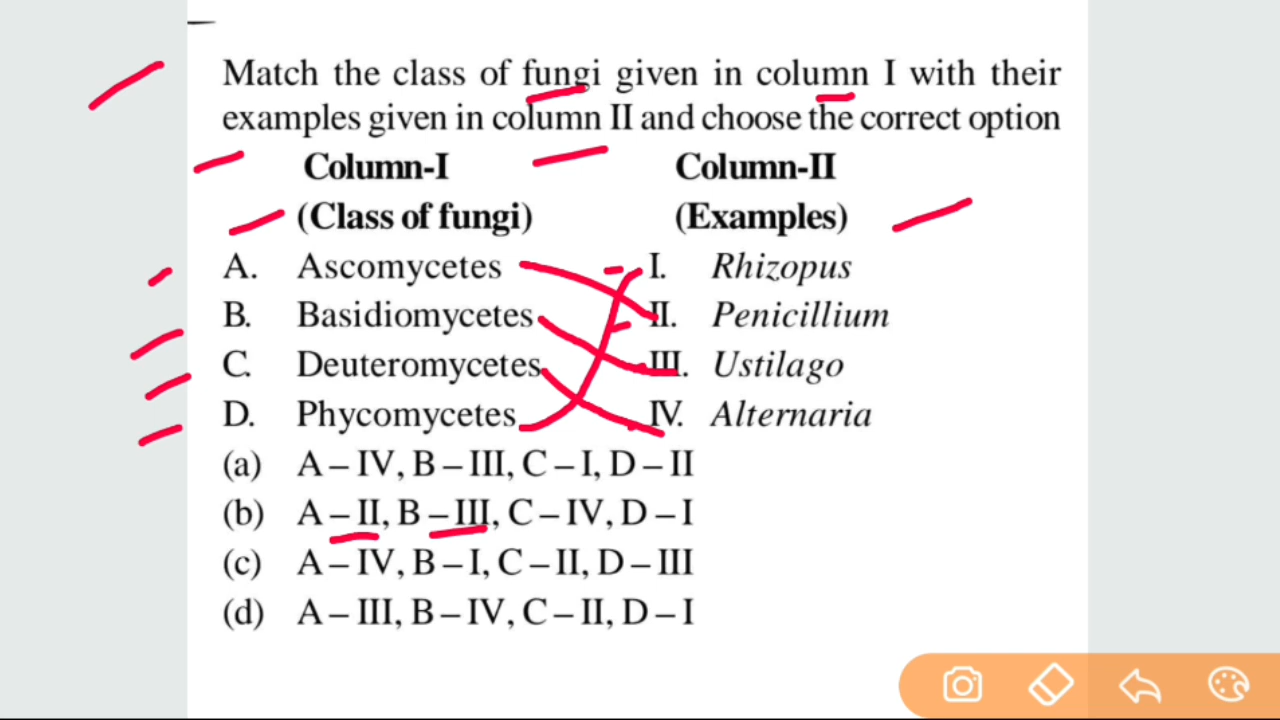 Match the class of fungi given in column I with their
examples given in column II and choose the correct option
Column-I Column-II
(Class of fungi) (Examples)
A. Ascomycetes I. Rhizopus
B. Basidiomycetes II. Penicillium
C. Deuteromycetes III. Ustilago
D. Phycomycetes IV. Alternaria
(a) A – IV, B – III, C – I, D – II
(b) A – II, B – III, C – IV, D – I
(c) A – IV, B – I, C – II, D – III
(d) A – III, B – IV, C – II, D – I